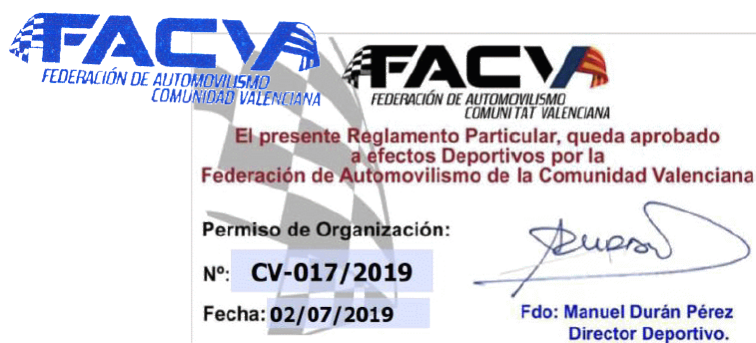 FACV
FEDERACIÓN DE AUTOMOVILISMO
COMUNIDAD VALENCIANA
FACV
FEDERACIÓN DE AUTOMOVILISMO
COMUNITAT VALENCIANA
El presente Reglamento Particular, queda aprobado
a efectos Deportivos por la
Federación de Automovilismo de la Comunidad Valenciana
Permiso de Organización:
Nº: CV-017/2019
Fecha: 02/07/2019
Fdo: Manuel Durán Pérez
Director Deportivo.